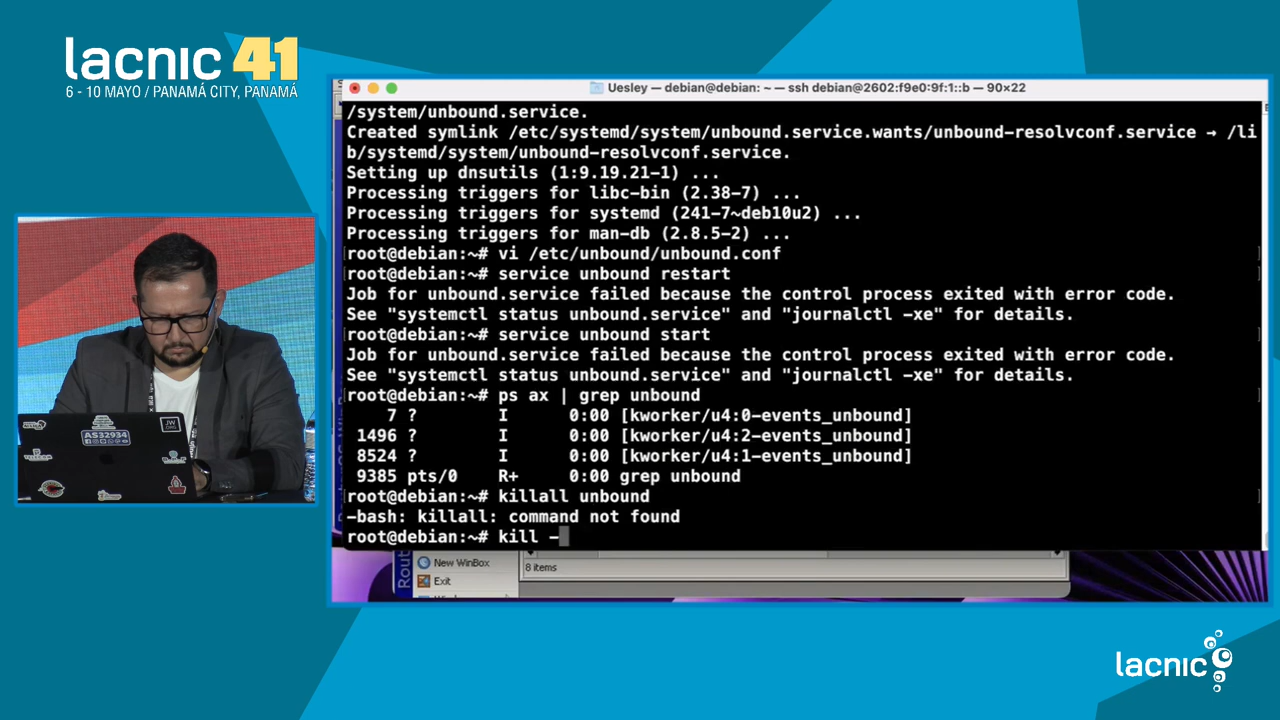 lacnic 41
6 - 10 MAYO / PANAMÁ CITY, PANAMÁ
Uesley — debian@debian: ~ — ssh debian@2602:f9e0:9f:1::b — 90×22
/system/unbound.service.
Created symlink /etc/systemd/system/unbound.service.wants/unbound-resolvconf.service → /li
b/systemd/system/unbound-resolvconf.service.
Setting up dnsutils (1:9.19.21-1) ...
Processing triggers for libc-bin (2.38-7) ...
Processing triggers for systemd (241-7~deb10u2) ...
Processing triggers for man-db (2.8.5-2) ...
root@debian:~# vi /etc/unbound/unbound.conf
root@debian:~# service unbound restart
Job for unbound.service failed because the control process exited with error code.
See "systemctl status unbound.service" and "journalctl -xe" for details.
root@debian:~# service unbound start
Job for unbound.service failed because the control process exited with error code.
See "systemctl status unbound.service" and "journalctl -xe" for details.
root@debian:~# ps ax | grep unbound
7 ? I 0:00 [kworker/u4:0-events_unbound]
1496 ? I 0:00 [kworker/u4:2-events_unbound]
8524 ? I 0:00 [kworker/u4:1-events_unbound]
9385 pts/0 R+ 0:00 grep unbound
root@debian:~# killall unbound
-bash: killall: command not found
root@debian:~# kill -
New WinBox
Exit
8 items
Rout
AS32934
JW
lacnic